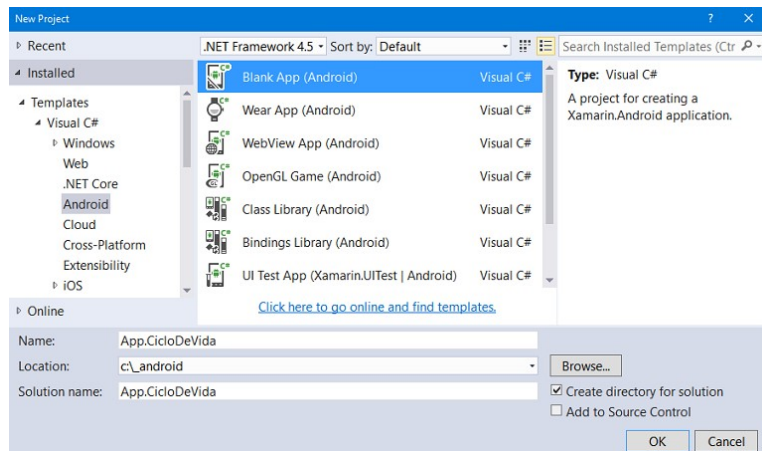 New Project
? ×
Recent
.NET Framework 4.5 Sort by: Default
Search Installed Templates (Ctr
Installed
Templates
Visual C#
Windows
Web
.NET Core
Android
Cloud
Cross-Platform
Extensibility
iOS
Online
Blank App (Android) Visual C#
Wear App (Android) Visual C#
WebView App (Android) Visual C#
OpenGL Game (Android) Visual C#
Class Library (Android) Visual C#
Bindings Library (Android) Visual C#
UI Test App (Xamarin.UITest | Android) Visual C#
Click here to go online and find templates.
Type: Visual C#
A project for creating a
Xamarin.Android application.
Name: App.CicloDeVida
Location: c:\_android
Browse...
Solution name: App.CicloDeVida
Create directory for solution
Add to Source Control
OK Cancel